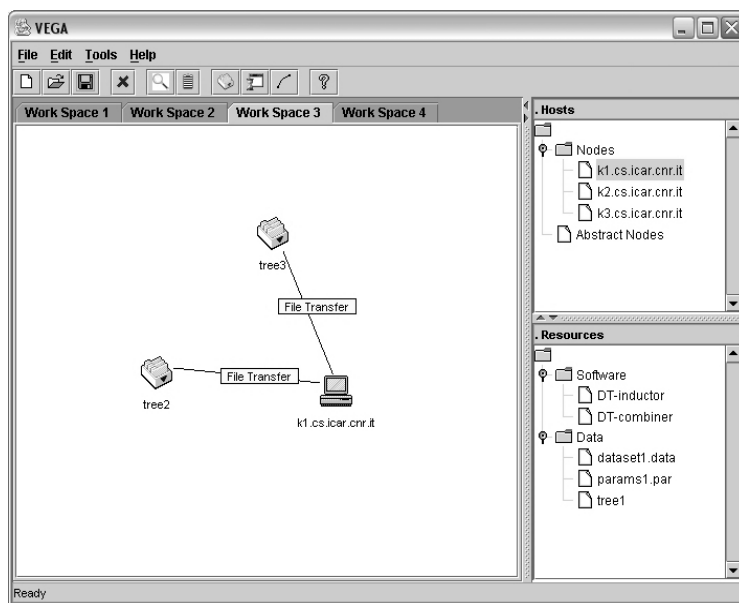 VEGA
File Edit Tools Help
Work Space 1 Work Space 2 Work Space 3 Work Space 4
tree3
File Transfer
File Transfer
tree2
k1.cs.icar.cnr.it
. Hosts
Nodes
k1.cs.icar.cnr.it
k2.cs.icar.cnr.it
k3.cs.icar.cnr.it
Abstract Nodes
. Resources
Software
DT-inductor
DT-combiner
Data
dataset1.data
params1.par
tree1
Ready